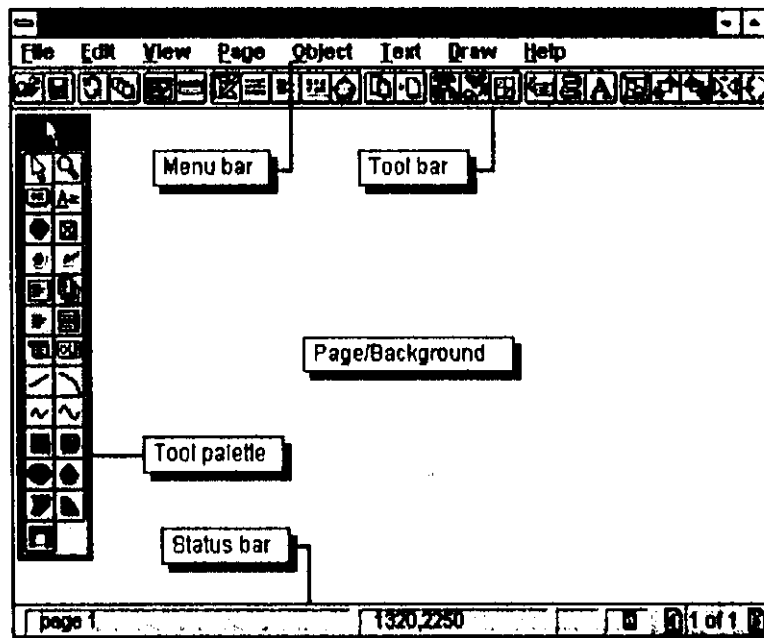 File Edit View Page Object Text Draw Help
Menu bar
Tool bar
Page/Background
Tool palette
Status bar
page 1 1320,2250 1 of 1